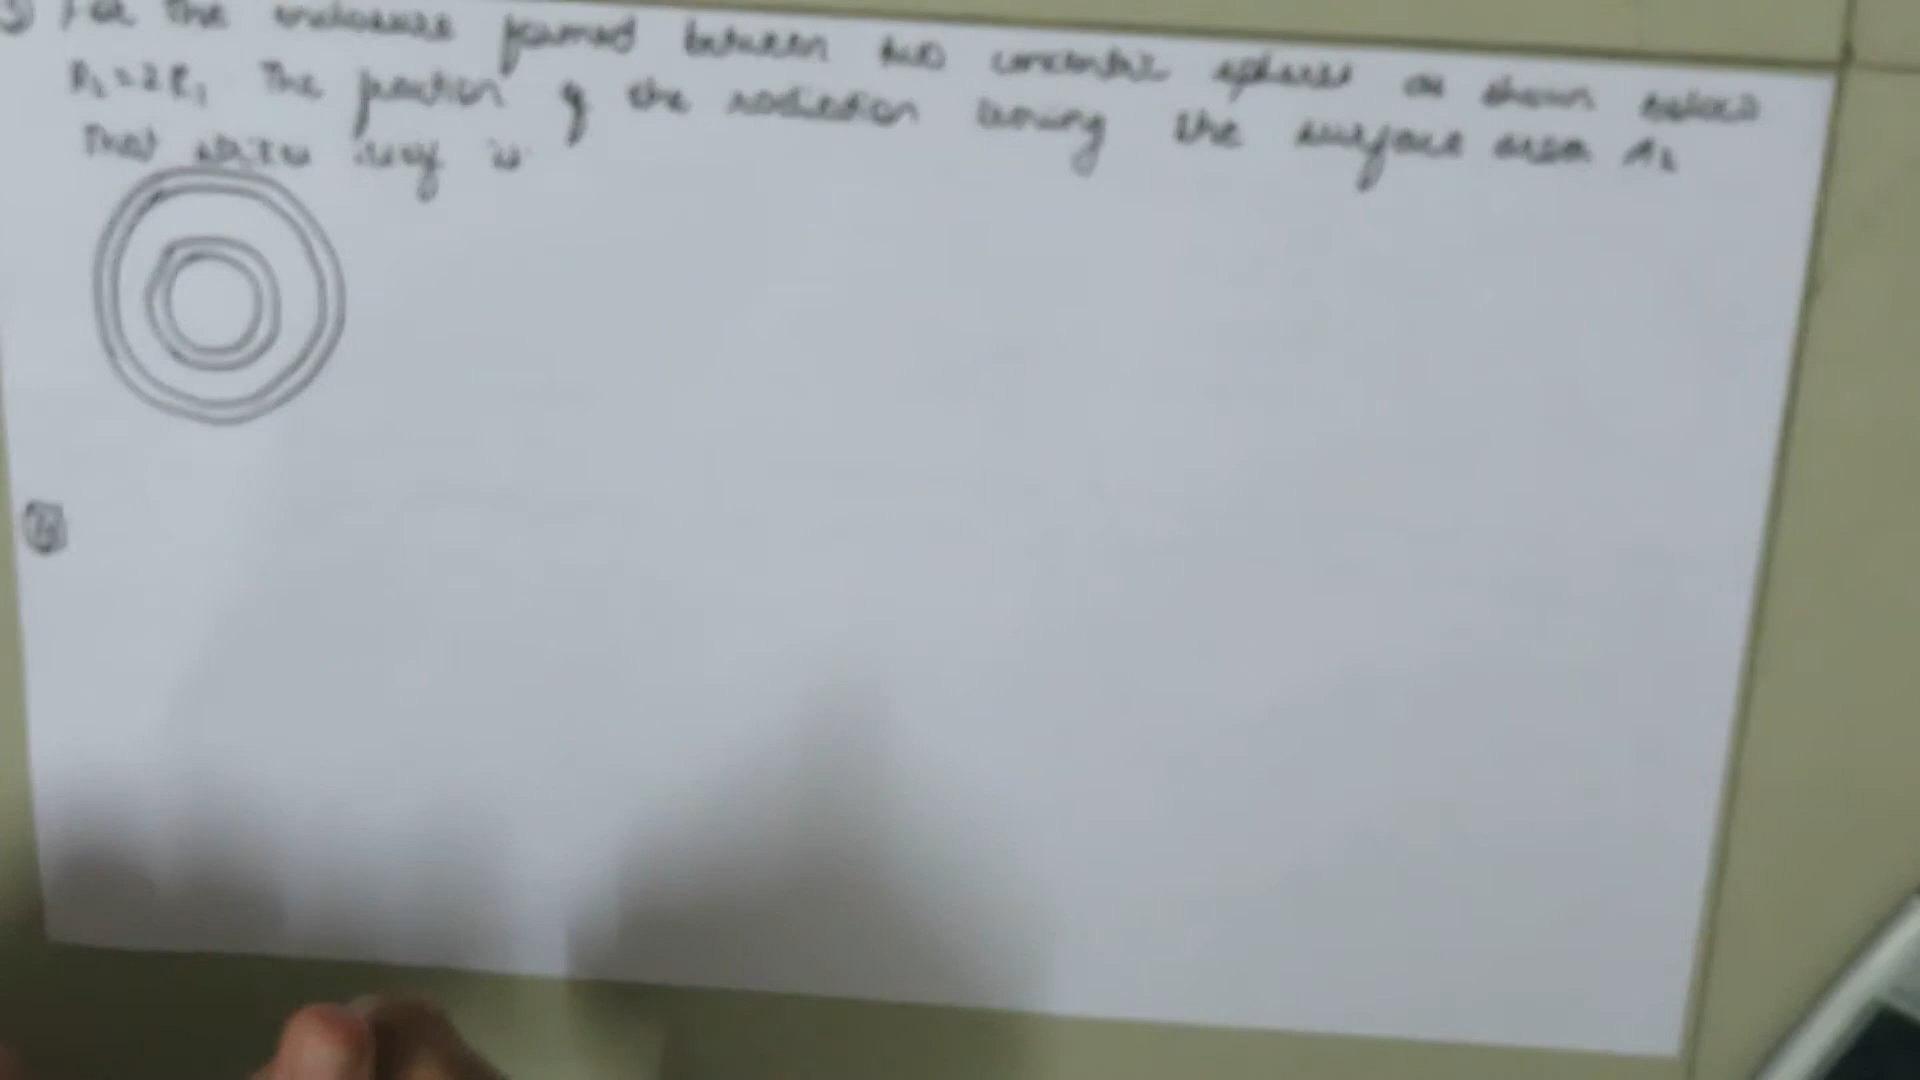 For the enclosure formed between two concentric spheres as shown below
R₂=2R₁ The fraction of the radiation leaving the surface area A₂
That strikes itself is